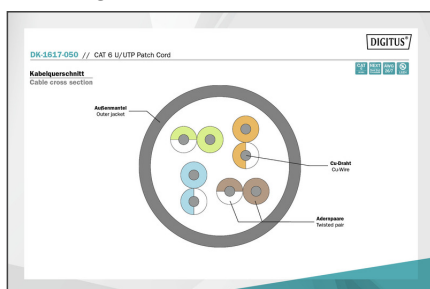 DIGITUS®
DK-1617-050 // CAT 6 U/UTP Patch Cord
Kabelquerschnitt
Cable cross section
Außenmantel
Outer jacket
Cu-Draht
Cu-Wire
Adernpaare
Twisted pair